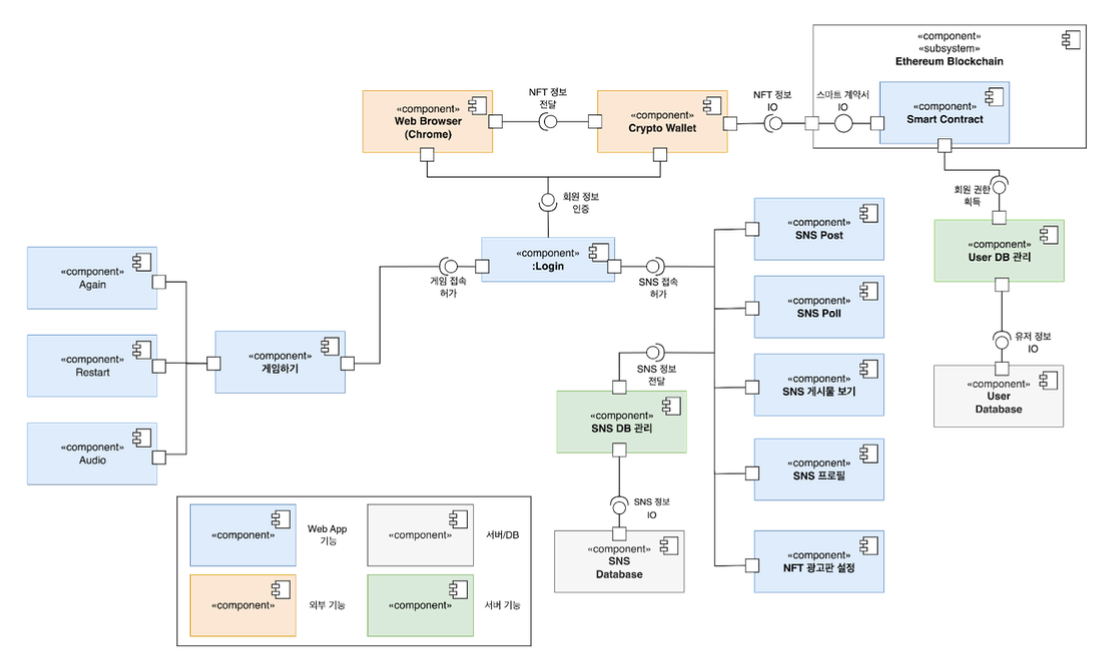 «component»
«subsystem»
Ethereum Blockchain
«component»
Smart Contract
«component»
Web Browser
(Chrome)
NFT 정보
전달
«component»
Crypto Wallet
NFT 정보
IO
스마트 계약서
IO
회원 정보
인증
회원 권한
획득
«component»
SNS Post
«component»
User DB 관리
«component»
:Login
게임 접속
허가
SNS 접속
허가
«component»
Again
«component»
SNS Poll
«component»
Restart
«component»
게임하기
유저 정보
IO
SNS 정보
전달
«component»
SNS 게시물 보기
«component»
User
Database
«component»
SNS DB 관리
«component»
Audio
«component»
SNS 프로필
SNS 정보
IO
«component»
SNS
Database
«component»
NFT 광고판 설정
«component»
Web App
기능
«component»
서버/DB
«component»
외부 기능
«component»
서버 기능